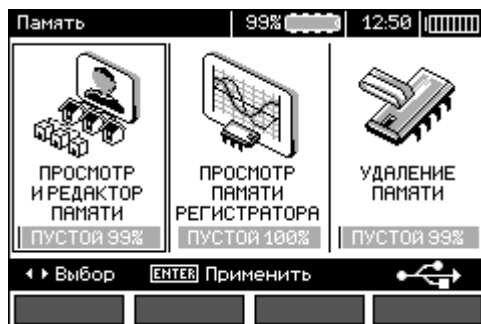 Память 99% 12:50
ПРОСМОТР И РЕДАКТОР ПАМЯТИ
ПУСТОЙ 99%
ПРОСМОТР ПАМЯТИ РЕГИСТРАТОРА
ПУСТОЙ 100%
УДАЛЕНИЕ ПАМЯТИ
ПУСТОЙ 99%
Выбор ENTER Применить